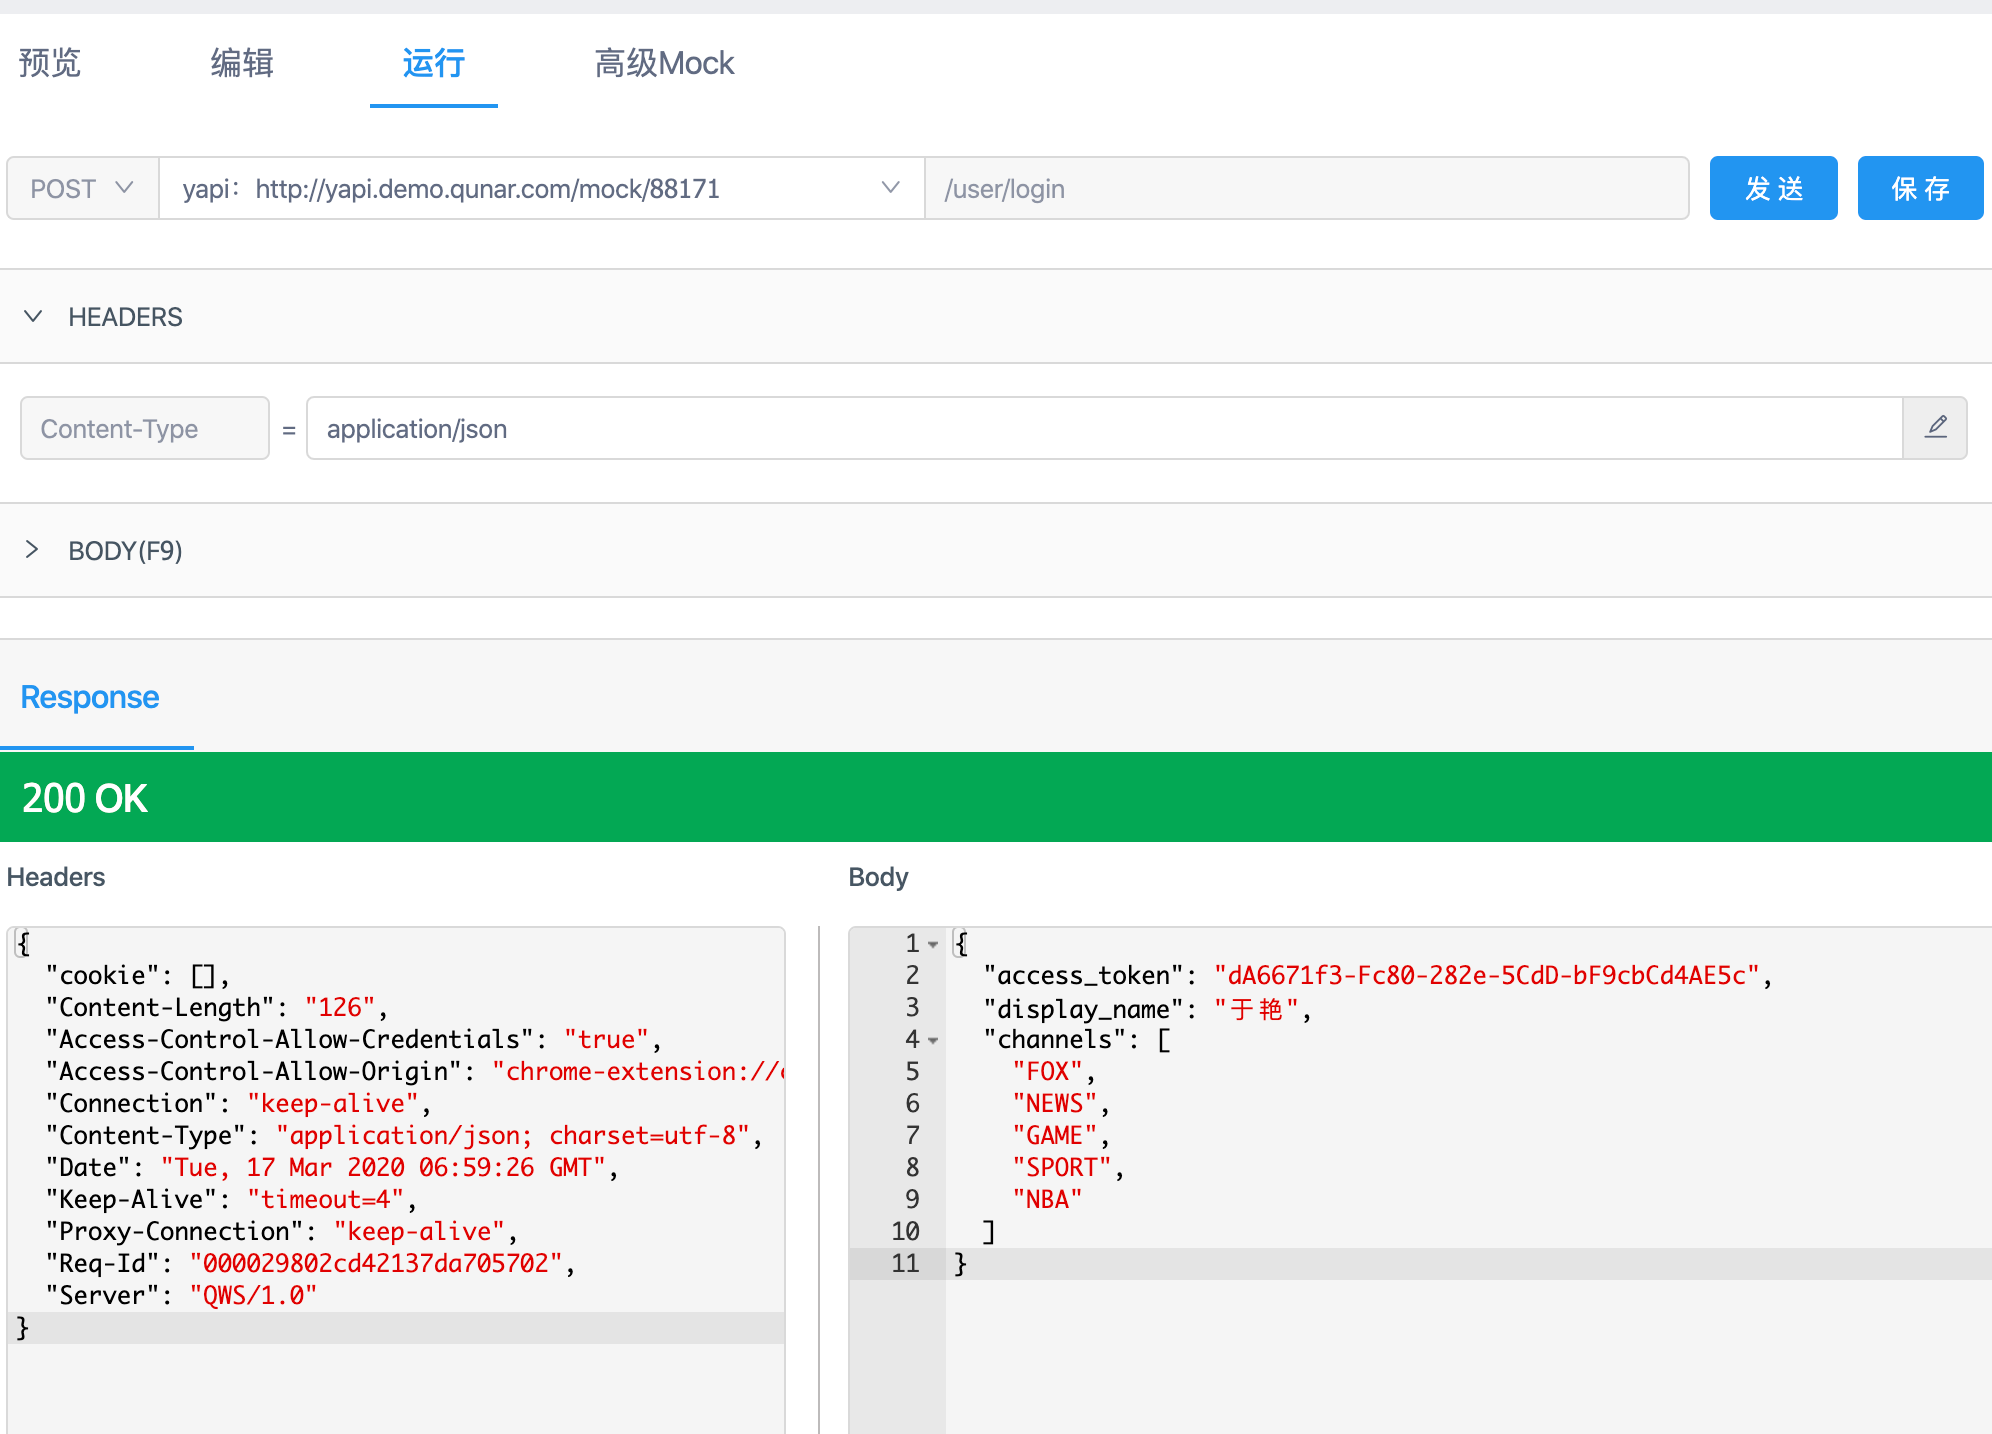 预览 编辑 运行 高级Mock
POST yapi：http://yapi.demo.qunar.com/mock/88171 /user/login 发 送 保 存
HEADERS
Content-Type = application/json
BODY(F9)
Response
200 OK
Headers
{
"cookie": [],
"Content-Length": "126",
"Access-Control-Allow-Credentials": "true",
"Access-Control-Allow-Origin": "chrome-extension://
"Connection": "keep-alive",
"Content-Type": "application/json; charset=utf-8",
"Date": "Tue, 17 Mar 2020 06:59:26 GMT",
"Keep-Alive": "timeout=4",
"Proxy-Connection": "keep-alive",
"Req-Id": "000029802cd42137da705702",
"Server": "QWS/1.0"
}
Body
1 {
2 "access_token": "dA6671f3-Fc80-282e-5CdD-bF9cbCd4AE5c",
3 "display_name": "于艳",
4 "channels": [
5 "FOX",
6 "NEWS",
7 "GAME",
8 "SPORT",
9 "NBA"
10 ]
11 }